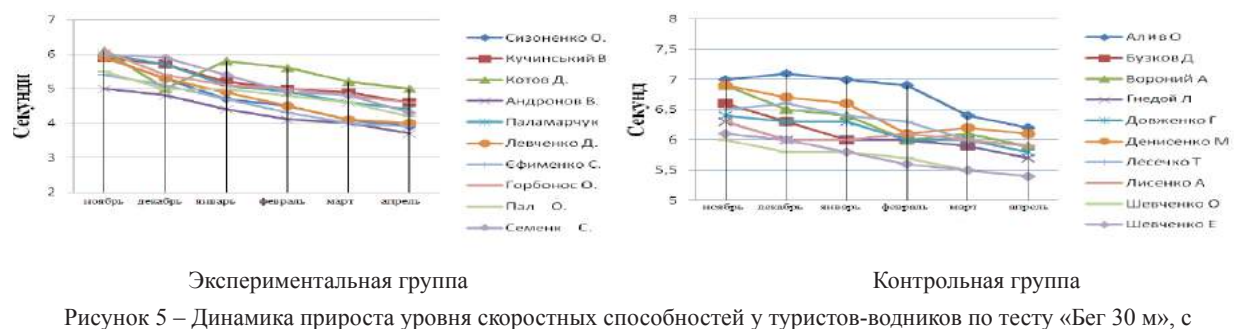 7
6
5
4
3
2
Секунди
ноябрь декабрь январь февраль март апрель
Сизоненко О.
Кучинський В
Котов Д.
Андронов В.
Паламарчук
Левченко Д.
Єфименко С.
Горбонос О.
Пал О.
Семенк С.
8
7,5
7
6,5
6
5,5
5
Секунд
ноябрь декабрь январь февраль март апрель
Алив О
Бузков Д
Вороний А
Гнедой Л
Довженко Г
Денисенко М
Лесечко Т
Лисенко А
Шевченко О
Шевченко Е
Экспериментальная группа
Контрольная группа
Рисунок 5 – Динамика прироста уровня скоростных способностей у туристов-водников по тесту «Бег 30 м», с